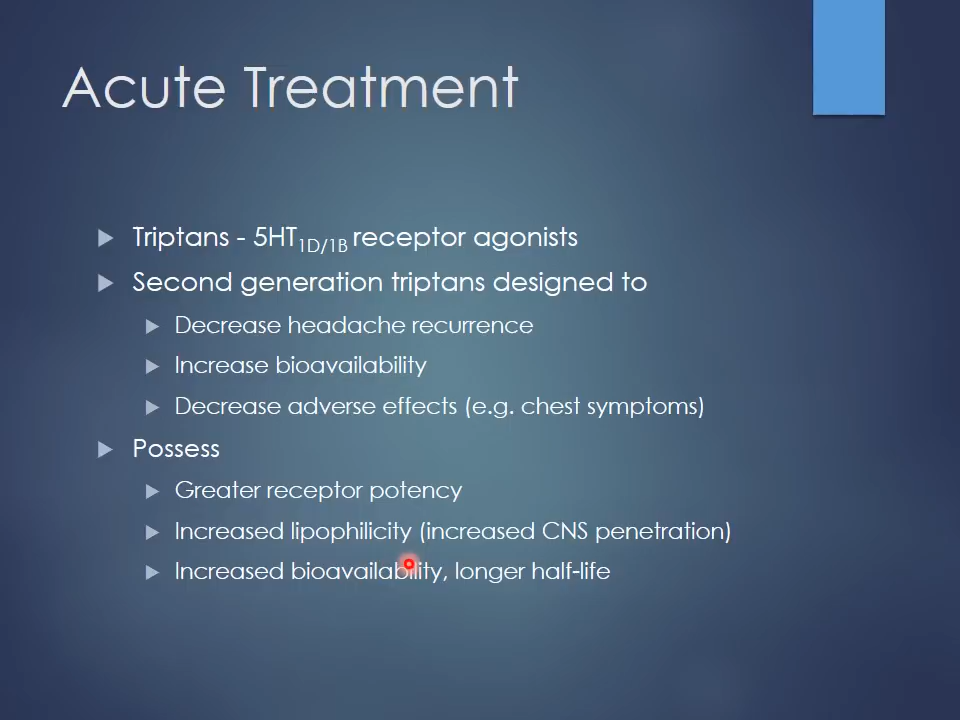 Acute Treatment
Triptans - 5HT1D/1B receptor agonists
Second generation triptans designed to
Decrease headache recurrence
Increase bioavailability
Decrease adverse effects (e.g. chest symptoms)
Possess
Greater receptor potency
Increased lipophilicity (increased CNS penetration)
Increased bioavailability, longer half-life